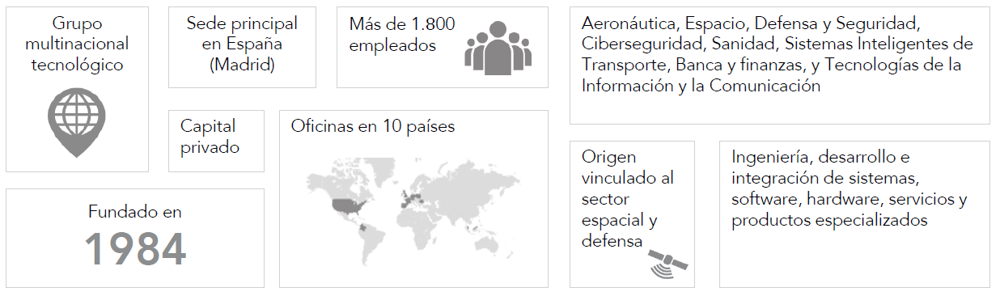 Grupo
multinacional
tecnológico
Sede principal
en España
(Madrid)
Más de 1.800
empleados
Aeronáutica, Espacio, Defensa y Seguridad,
Ciberseguridad, Sanidad, Sistemas Inteligentes de
Transporte, Banca y finanzas, y Tecnologías de la
Información y la Comunicación
Capital
privado
Oficinas en 10 países
Origen
vinculado al
sector
espacial y
defensa
Ingeniería, desarrollo e
integración de sistemas,
software, hardware, servicios y
productos especializados
Fundado en
1984